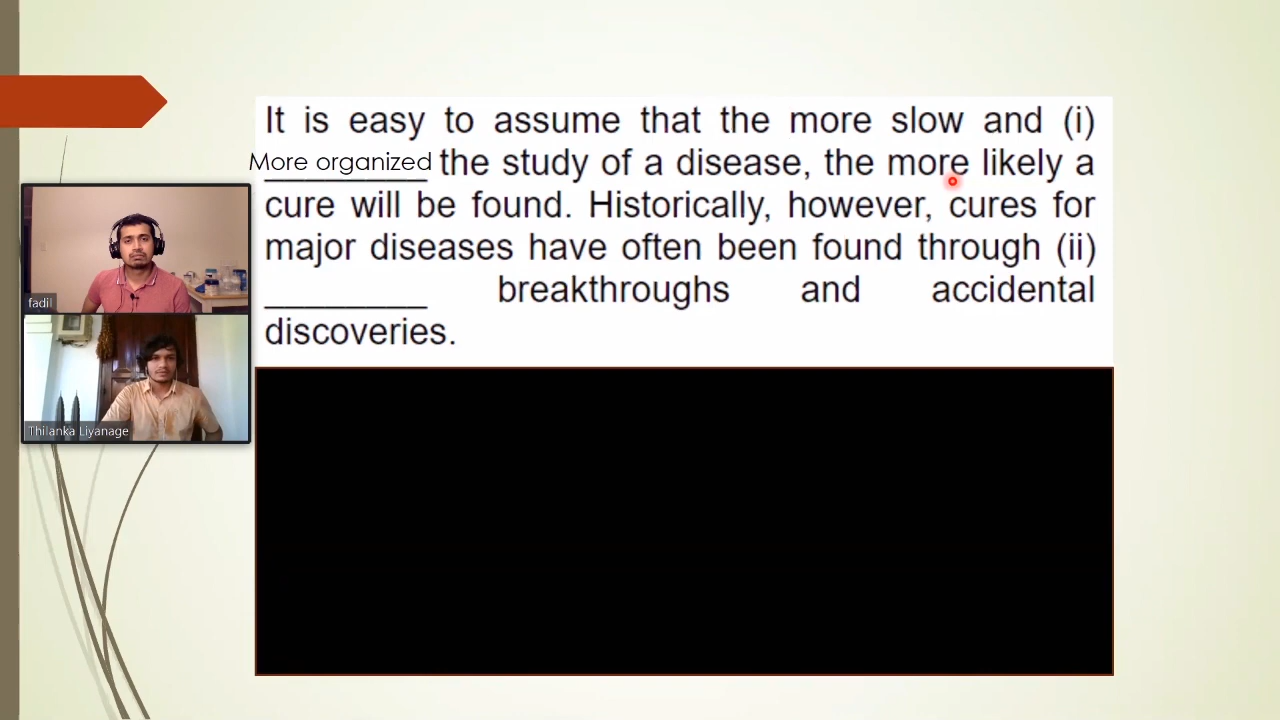 It is easy to assume that the more slow and (i)
More organized the study of a disease, the more likely a
cure will be found. Historically, however, cures for
major diseases have often been found through (ii)
________ breakthroughs and accidental
discoveries.
fadil
Thilanka Liyanage